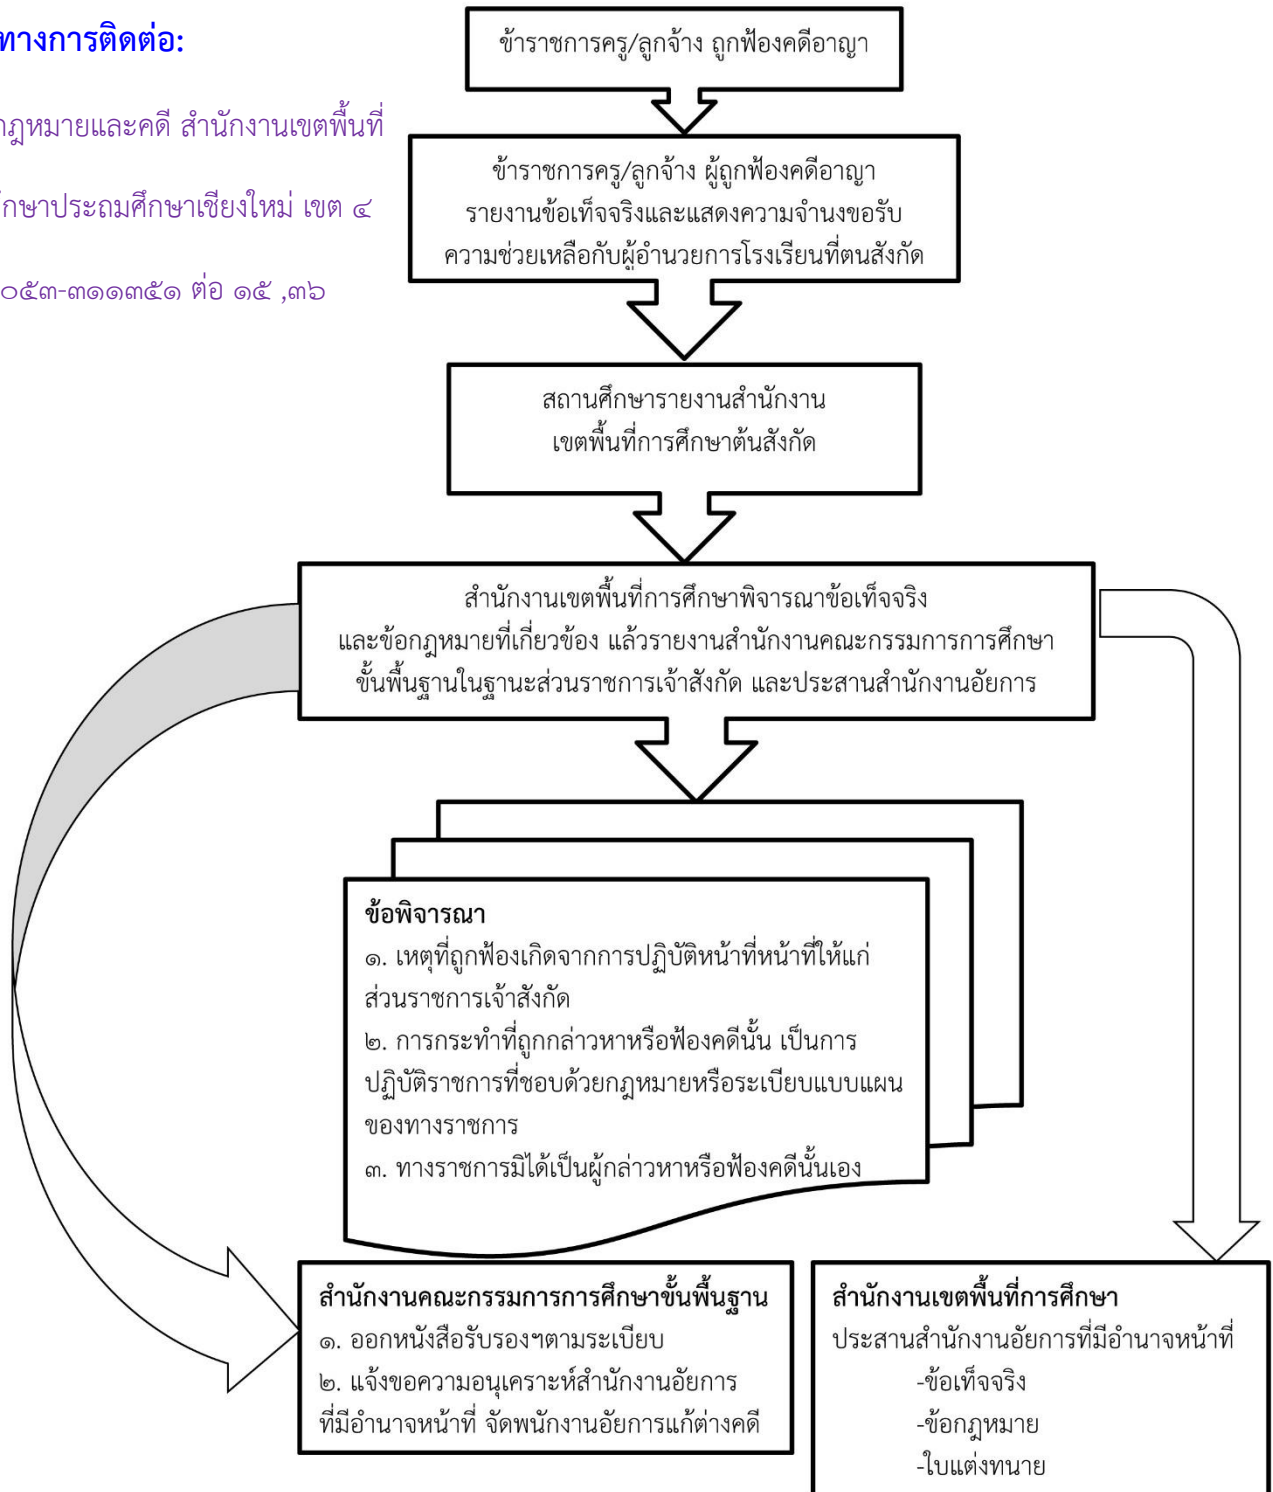 ทางการติดต่อ:
กฎหมายและคดี สำนักงานเขตพื้นที่
ศึกษาประถมศึกษาเชียงใหม่ เขต ๔
๐๕๓-๓๑๑๓๕๑ ต่อ ๑๕ ,๓๖
ข้าราชการครู/ลูกจ้าง ถูกฟ้องคดีอาญา
ข้าราชการครู/ลูกจ้าง ผู้ถูกฟ้องคดีอาญา
รายงานข้อเท็จจริงและแสดงความจำนงขอรับ
ความช่วยเหลือกับผู้อำนวยการโรงเรียนที่ตนสังกัด
สถานศึกษารายงานสำนักงาน
เขตพื้นที่การศึกษาต้นสังกัด
สำนักงานเขตพื้นที่การศึกษาพิจารณาข้อเท็จจริง
และข้อกฎหมายที่เกี่ยวข้อง แล้วรายงานสำนักงานคณะกรรมการการศึกษา
ขั้นพื้นฐานในฐานะส่วนราชการเจ้าสังกัด และประสานสำนักงานอัยการ
ข้อพิจารณา
๑. เหตุที่ถูกฟ้องเกิดจากการปฏิบัติหน้าที่หน้าที่ให้แก่
ส่วนราชการเจ้าสังกัด
๒. การกระทำที่ถูกกล่าวหาหรือฟ้องคดีนั้น เป็นการ
ปฏิบัติราชการที่ชอบด้วยกฎหมายหรือระเบียบแบบแผน
ของทางราชการ
๓. ทางราชการมิได้เป็นผู้กล่าวหาหรือฟ้องคดีนั้นเอง
สำนักงานคณะกรรมการการศึกษาขั้นพื้นฐาน
๑. ออกหนังสือรับรองฯตามระเบียบ
๒. แจ้งขอความอนุเคราะห์สำนักงานอัยการ
ที่มีอำนาจหน้าที่ จัดพนักงานอัยการแก้ต่างคดี
สำนักงานเขตพื้นที่การศึกษา
ประสานสำนักงานอัยการที่มีอำนาจหน้าที่
-ข้อเท็จจริง
-ข้อกฎหมาย
-ใบแต่งทนาย